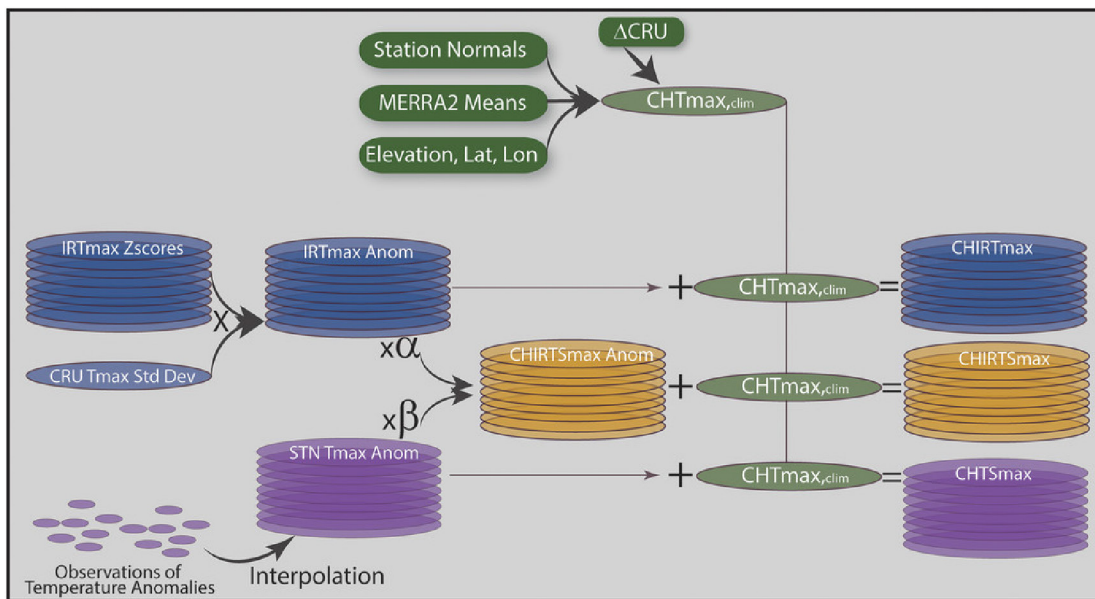 ΔCRU
Station Normals
MERRA2 Means
CHTmax,clim
Elevation, Lat, Lon
IRTmax Zscores
IRTmax Anom
CHIRTmax
+
CHTmax,clim
=
X
xα
CHIRTSmax Anom
CHIRTSmax
CRU Tmax Std Dev
+
CHTmax,clim
=
xβ
STN Tmax Anom
+
CHTmax,clim
=
CHTSmax
Observations of
Temperature Anomalies
Interpolation